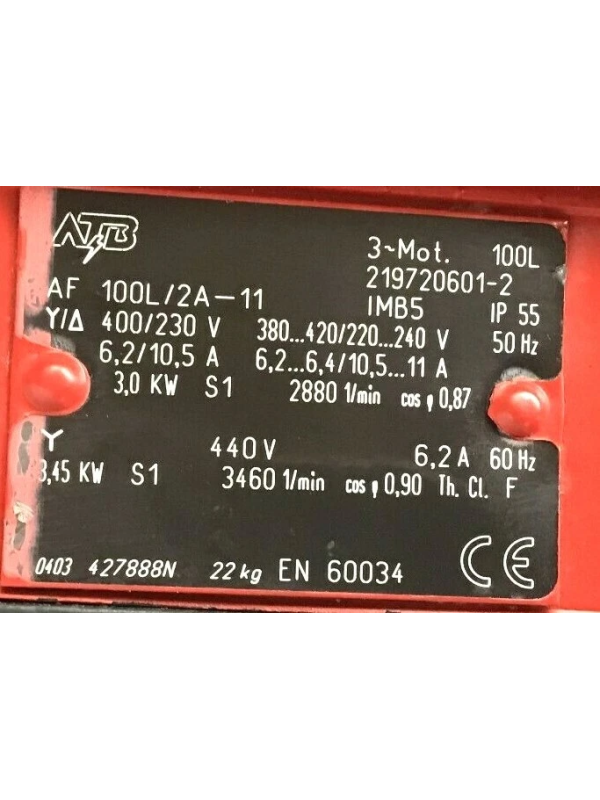 ATB
3~Mot. 100L
219720601-2
AF 100L/2A-11 IMB5 IP 55
Y/Δ 400/230 V 380...420/220...240 V 50 Hz
6,2/10,5 A 6,2...6,4/10,5...11 A
3,0 KW S1 2880 1/min cos φ 0,87
Y 440 V 6,2 A 60 Hz
3,45 KW S1 3460 1/min cos φ 0,90 Th. Cl. F
0403 427888N 22 kg EN 60034 CE